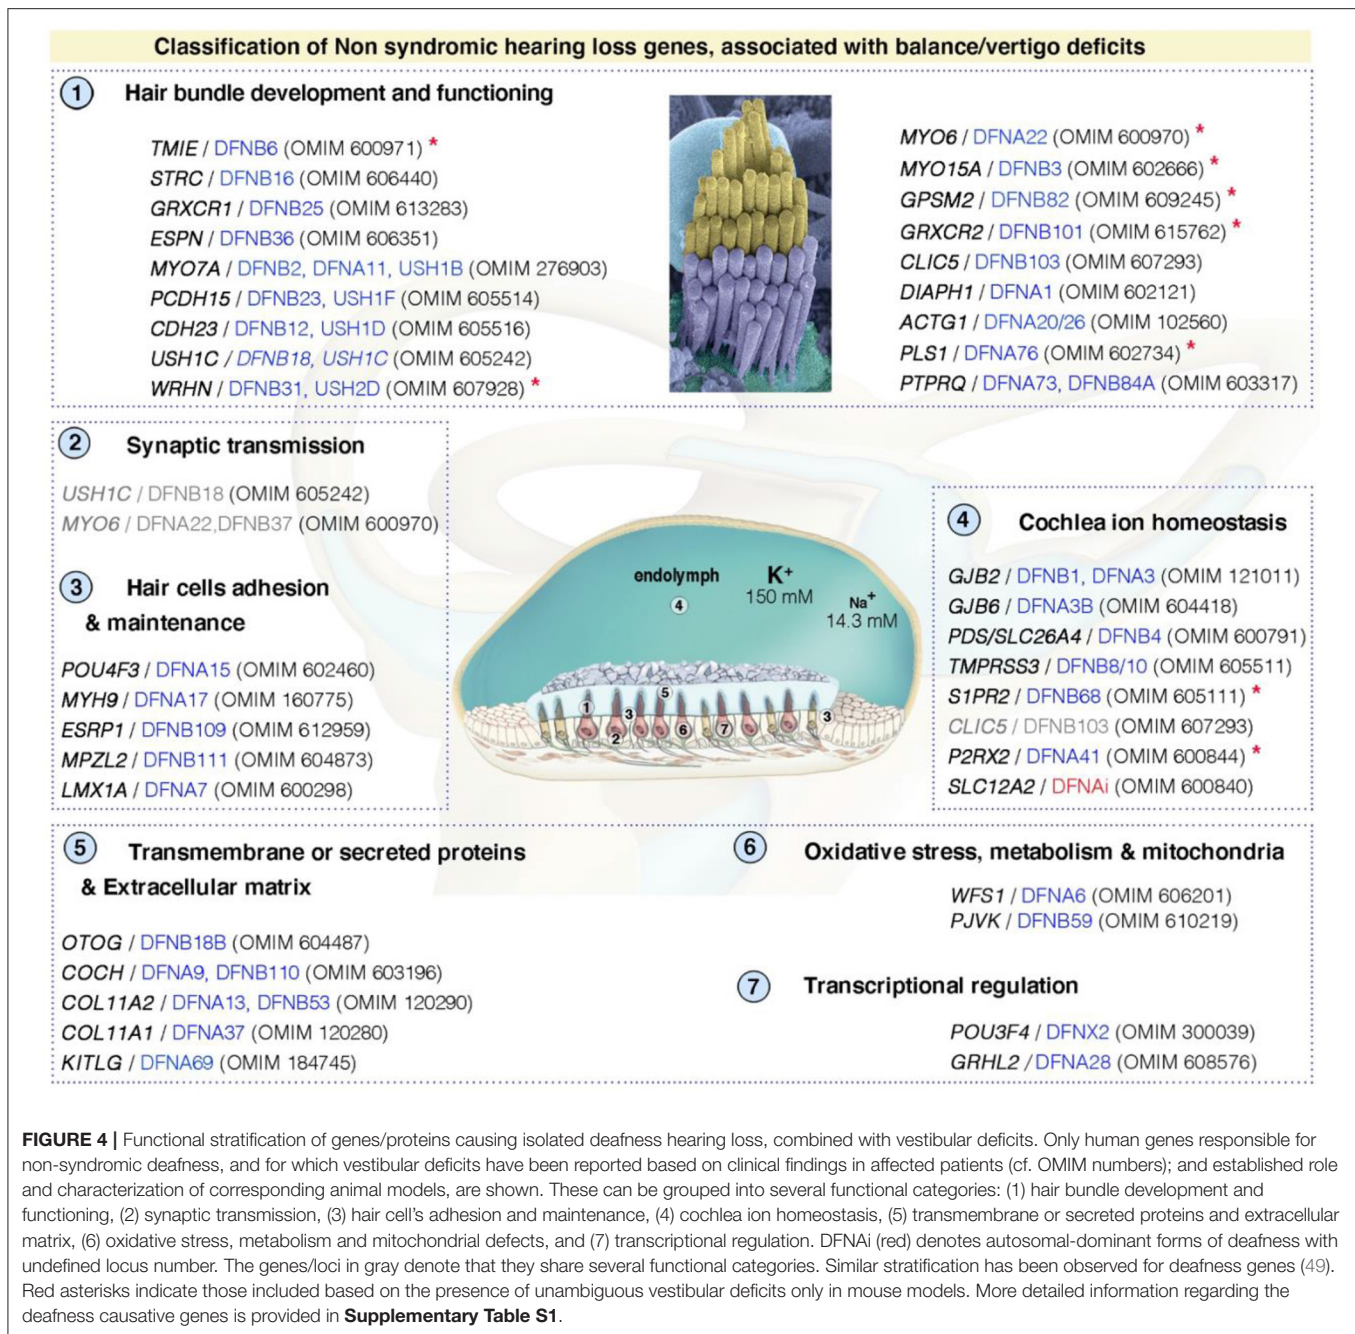 Classification of Non syndromic hearing loss genes, associated with balance/vertigo deficits
1 Hair bundle development and functioning
TMIE / DFNB6 (OMIM 600971) *
STRC / DFNB16 (OMIM 606440)
GRXCR1 / DFNB25 (OMIM 613283)
ESPN / DFNB36 (OMIM 606351)
MYO7A / DFNB2, DFNA11, USH1B (OMIM 276903)
PCDH15 / DFNB23, USH1F (OMIM 605514)
CDH23 / DFNB12, USH1D (OMIM 605516)
USH1C / DFNB18, USH1C (OMIM 605242)
WRHN / DFNB31, USH2D (OMIM 607928) *
MYO6 / DFNA22 (OMIM 600970) *
MYO15A / DFNB3 (OMIM 602666) *
GPSM2 / DFNB82 (OMIM 609245) *
GRXCR2 / DFNB101 (OMIM 615762) *
CLIC5 / DFNB103 (OMIM 607293)
DIAPH1 / DFNA1 (OMIM 602121)
ACTG1 / DFNA20/26 (OMIM 102560)
PLS1 / DFNA76 (OMIM 602734) *
PTPRQ / DFNA73, DFNB84A (OMIM 603317)
2 Synaptic transmission
USH1C / DFNB18 (OMIM 605242)
MYO6 / DFNA22,DFNB37 (OMIM 600970)
3 Hair cells adhesion
& maintenance
POU4F3 / DFNA15 (OMIM 602460)
MYH9 / DFNA17 (OMIM 160775)
ESRP1 / DFNB109 (OMIM 612959)
MPZL2 / DFNB111 (OMIM 604873)
LMX1A / DFNA7 (OMIM 600298)
endolymph
4
K+
150 mM
Na+
14.3 mM
5
1
3
3
2
6
7
4 Cochlea ion homeostasis
GJB2 / DFNB1, DFNA3 (OMIM 121011)
GJB6 / DFNA3B (OMIM 604418)
PDS/SLC26A4 / DFNB4 (OMIM 600791)
TMPRSS3 / DFNB8/10 (OMIM 605511)
S1PR2 / DFNB68 (OMIM 605111) *
CLIC5 / DFNB103 (OMIM 607293)
P2RX2 / DFNA41 (OMIM 600844) *
SLC12A2 / DFNAi (OMIM 600840)
5 Transmembrane or secreted proteins
& Extracellular matrix
OTOG / DFNB18B (OMIM 604487)
COCH / DFNA9, DFNB110 (OMIM 603196)
COL11A2 / DFNA13, DFNB53 (OMIM 120290)
COL11A1 / DFNA37 (OMIM 120280)
KITLG / DFNA69 (OMIM 184745)
6 Oxidative stress, metabolism & mitochondria
WFS1 / DFNA6 (OMIM 606201)
PJVK / DFNB59 (OMIM 610219)
7 Transcriptional regulation
POU3F4 / DFNX2 (OMIM 300039)
GRHL2 / DFNA28 (OMIM 608576)
FIGURE 4 | Functional stratification of genes/proteins causing isolated deafness hearing loss, combined with vestibular deficits. Only human genes responsible for
non-syndromic deafness, and for which vestibular deficits have been reported based on clinical findings in affected patients (cf. OMIM numbers); and established role
and characterization of corresponding animal models, are shown. These can be grouped into several functional categories: (1) hair bundle development and
functioning, (2) synaptic transmission, (3) hair cell's adhesion and maintenance, (4) cochlea ion homeostasis, (5) transmembrane or secreted proteins and extracellular
matrix, (6) oxidative stress, metabolism and mitochondrial defects, and (7) transcriptional regulation. DFNAi (red) denotes autosomal-dominant forms of deafness with
undefined locus number. The genes/loci in gray denote that they share several functional categories. Similar stratification has been observed for deafness genes (49).
Red asterisks indicate those included based on the presence of unambiguous vestibular deficits only in mouse models. More detailed information regarding the
deafness causative genes is provided in Supplementary Table S1.